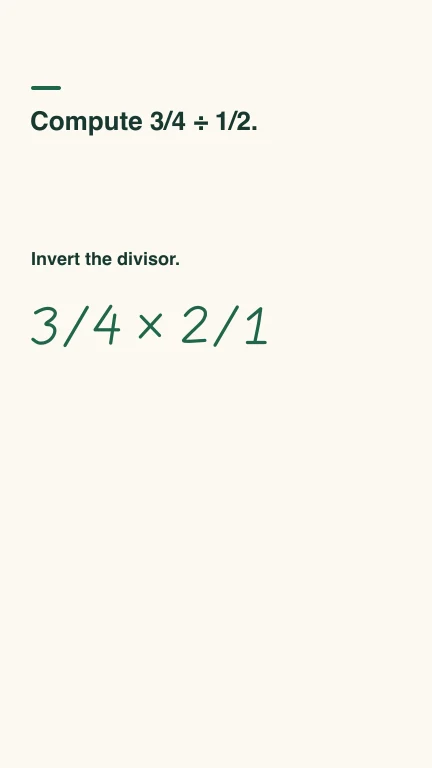 Compute 3/4 ÷ 1/2.
Invert the divisor.
3/4 × 2/1